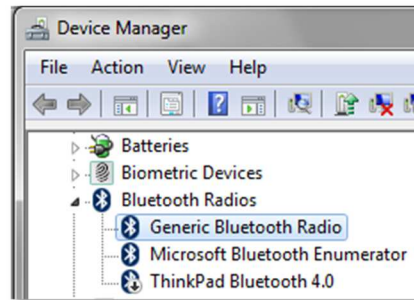 Device Manager
File Action View Help
Batteries
Biometric Devices
Bluetooth Radios
Generic Bluetooth Radio
Microsoft Bluetooth Enumerator
ThinkPad Bluetooth 4.0